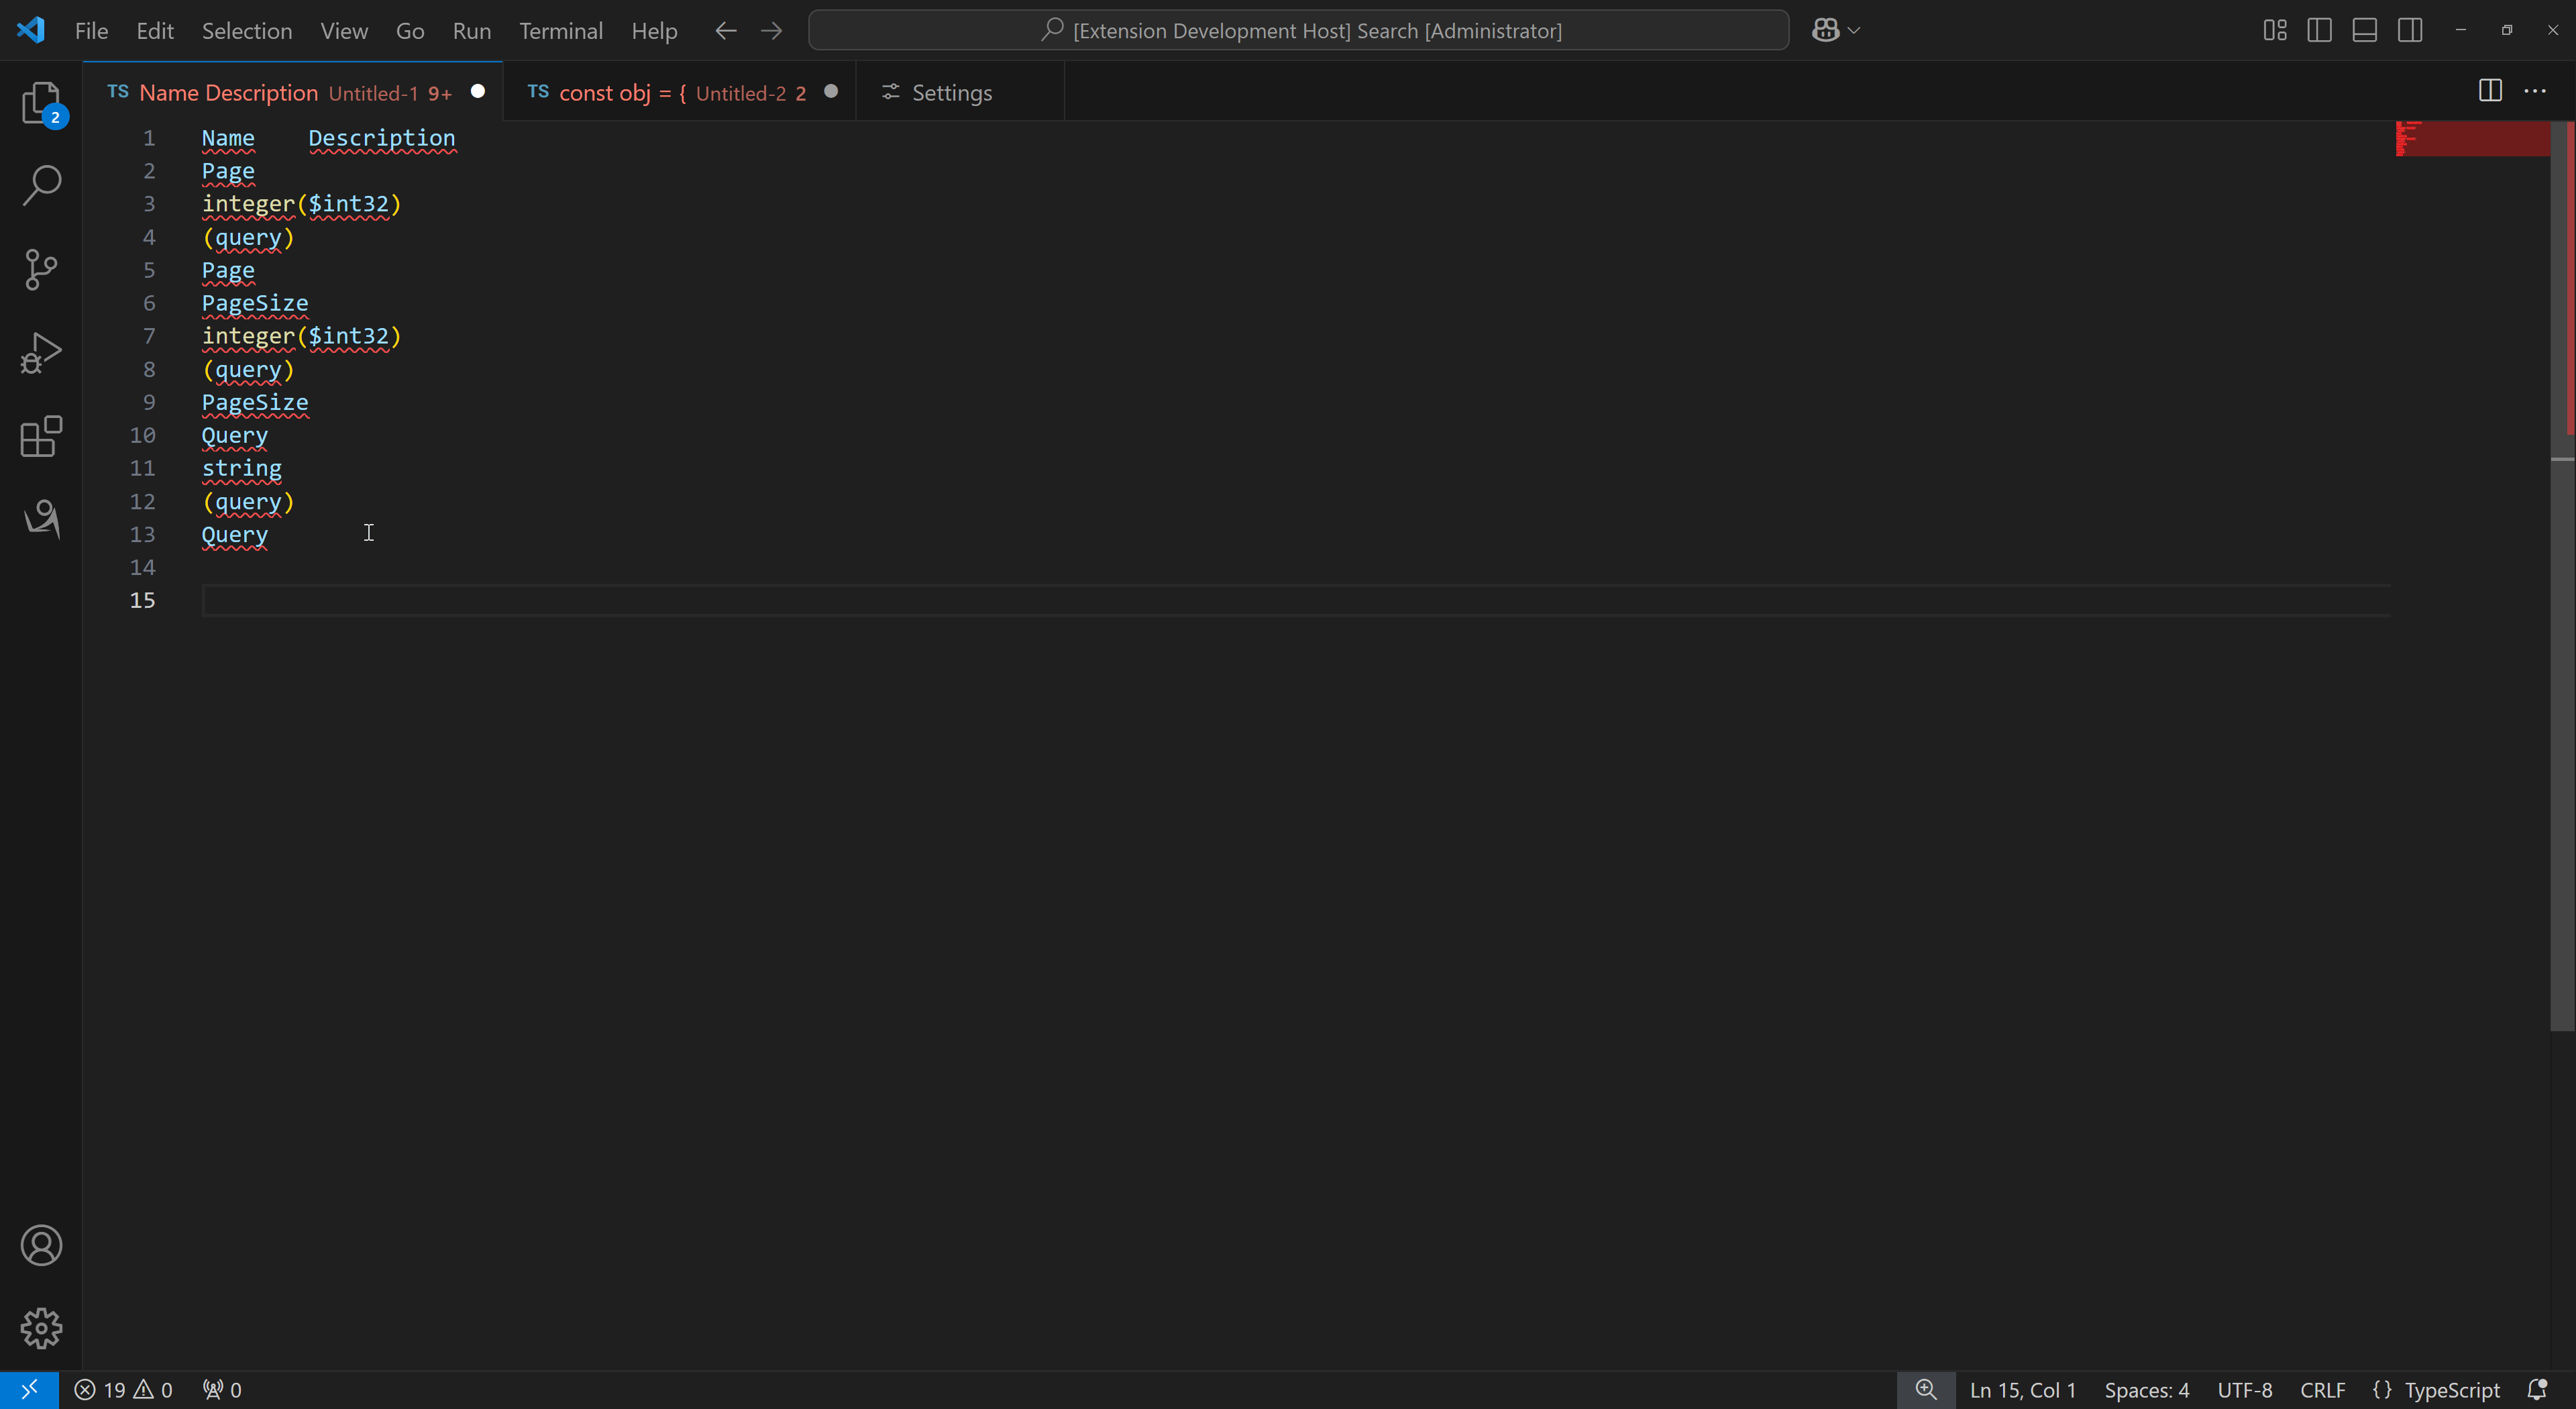 File Edit Selection View Go Run Terminal Help [Extension Development Host] Search [Administrator]
TS Name Description Untitled-1 9+ TS const obj = { Untitled-2 2 Settings
2
1 Name Description
2 Page
3 integer($int32)
4 (query)
5 Page
6 PageSize
7 integer($int32)
8 (query)
9 PageSize
10 Query
11 string
12 (query)
13 Query
14
15
19 0 0 Ln 15, Col 1 Spaces: 4 UTF-8 CRLF {} TypeScript